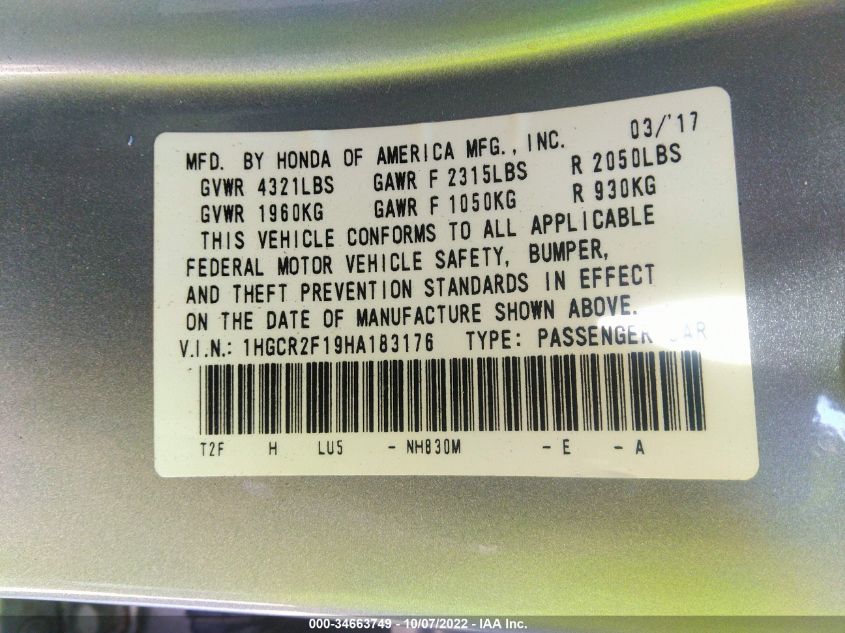 MFD. BY HONDA OF AMERICA MFG., INC. 03/'17
GVWR 4321LBS GAWR F 2315LBS R 2050LBS
GVWR 1960KG GAWR F 1050KG R 930KG
THIS VEHICLE CONFORMS TO ALL APPLICABLE
FEDERAL MOTOR VEHICLE SAFETY, BUMPER,
AND THEFT PREVENTION STANDARDS IN EFFECT
ON THE DATE OF MANUFACTURE SHOWN ABOVE.
V.I.N.: 1HGCR2F19HA183176 TYPE: PASSENGER CAR
T2F H LU5 - NH830M - E - A
000-34663749 - 10/07/2022 - IAA Inc.